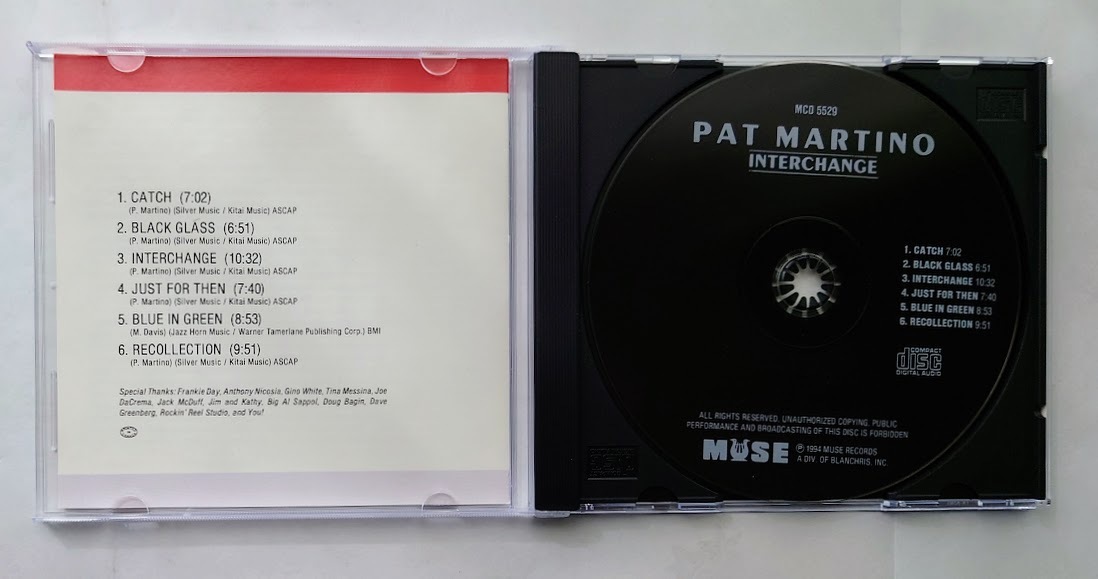 1. CATCH (7:02)
(P. Martino) (Silver Music / Kitai Music) ASCAP
2. BLACK GLASS (6:51)
(P. Martino) (Silver Music / Kitai Music) ASCAP
3. INTERCHANGE (10:32)
(P. Martino) (Silver Music / Kitai Music) ASCAP
4. JUST FOR THEN (7:40)
(P. Martino) (Silver Music / Kitai Music) ASCAP
5. BLUE IN GREEN (8:53)
(M. Davis) (Jazz Horn Music / Warner Tamerlane Publishing Corp.) BMI
6. RECOLLECTION (9:51)
(P. Martino) (Silver Music / Kitai Music) ASCAP
Special Thanks: Frankie Day, Anthony Nicosia, Gino White, Tina Messina, Joe
DaCrema, Jack McDuff, Jim and Kathy, Big Al Sappol, Doug Bagin, Dave
Greenberg, Rockin' Reel Studio, and You!
MCD 5529
PAT MARTINO
INTERCHANGE
1. CATCH 7:02
2. BLACK GLASS 6:51
3. INTERCHANGE 10:32
4. JUST FOR THEN 7:40
5. BLUE IN GREEN 8:53
6. RECOLLECTION 9:51
COMPACT
disc
DIGITAL AUDIO
ALL RIGHTS RESERVED. UNAUTHORIZED COPYING, PUBLIC
PERFORMANCE AND BROADCASTING OF THIS DISC IS FORBIDDEN
MUSE
℗ 1994 MUSE RECORDS
A DIV. OF BLANCHRIS, INC.